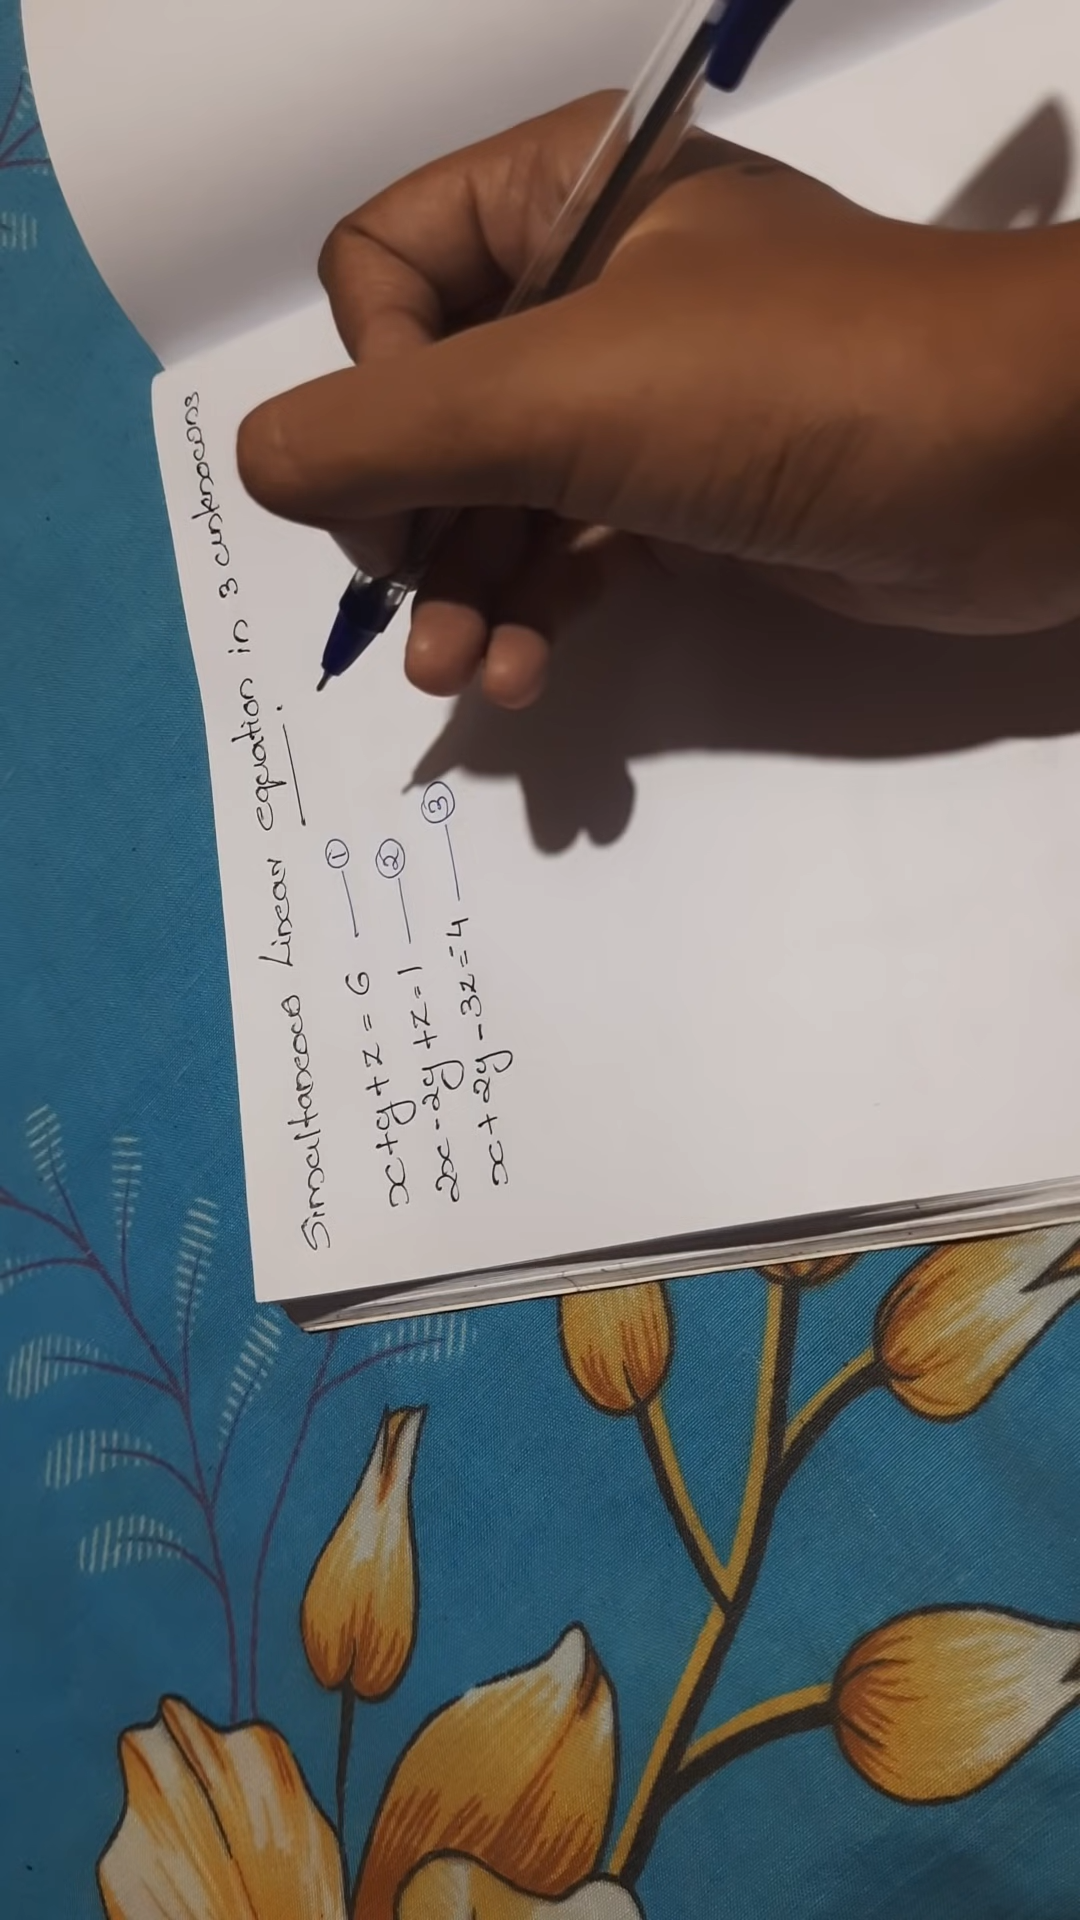 Simultaneous Linear equation in 3 unknowns.
x+y+z = 6 —— ①
2x-2y+z=1 —— ②
x+2y-3z=4 —— ③